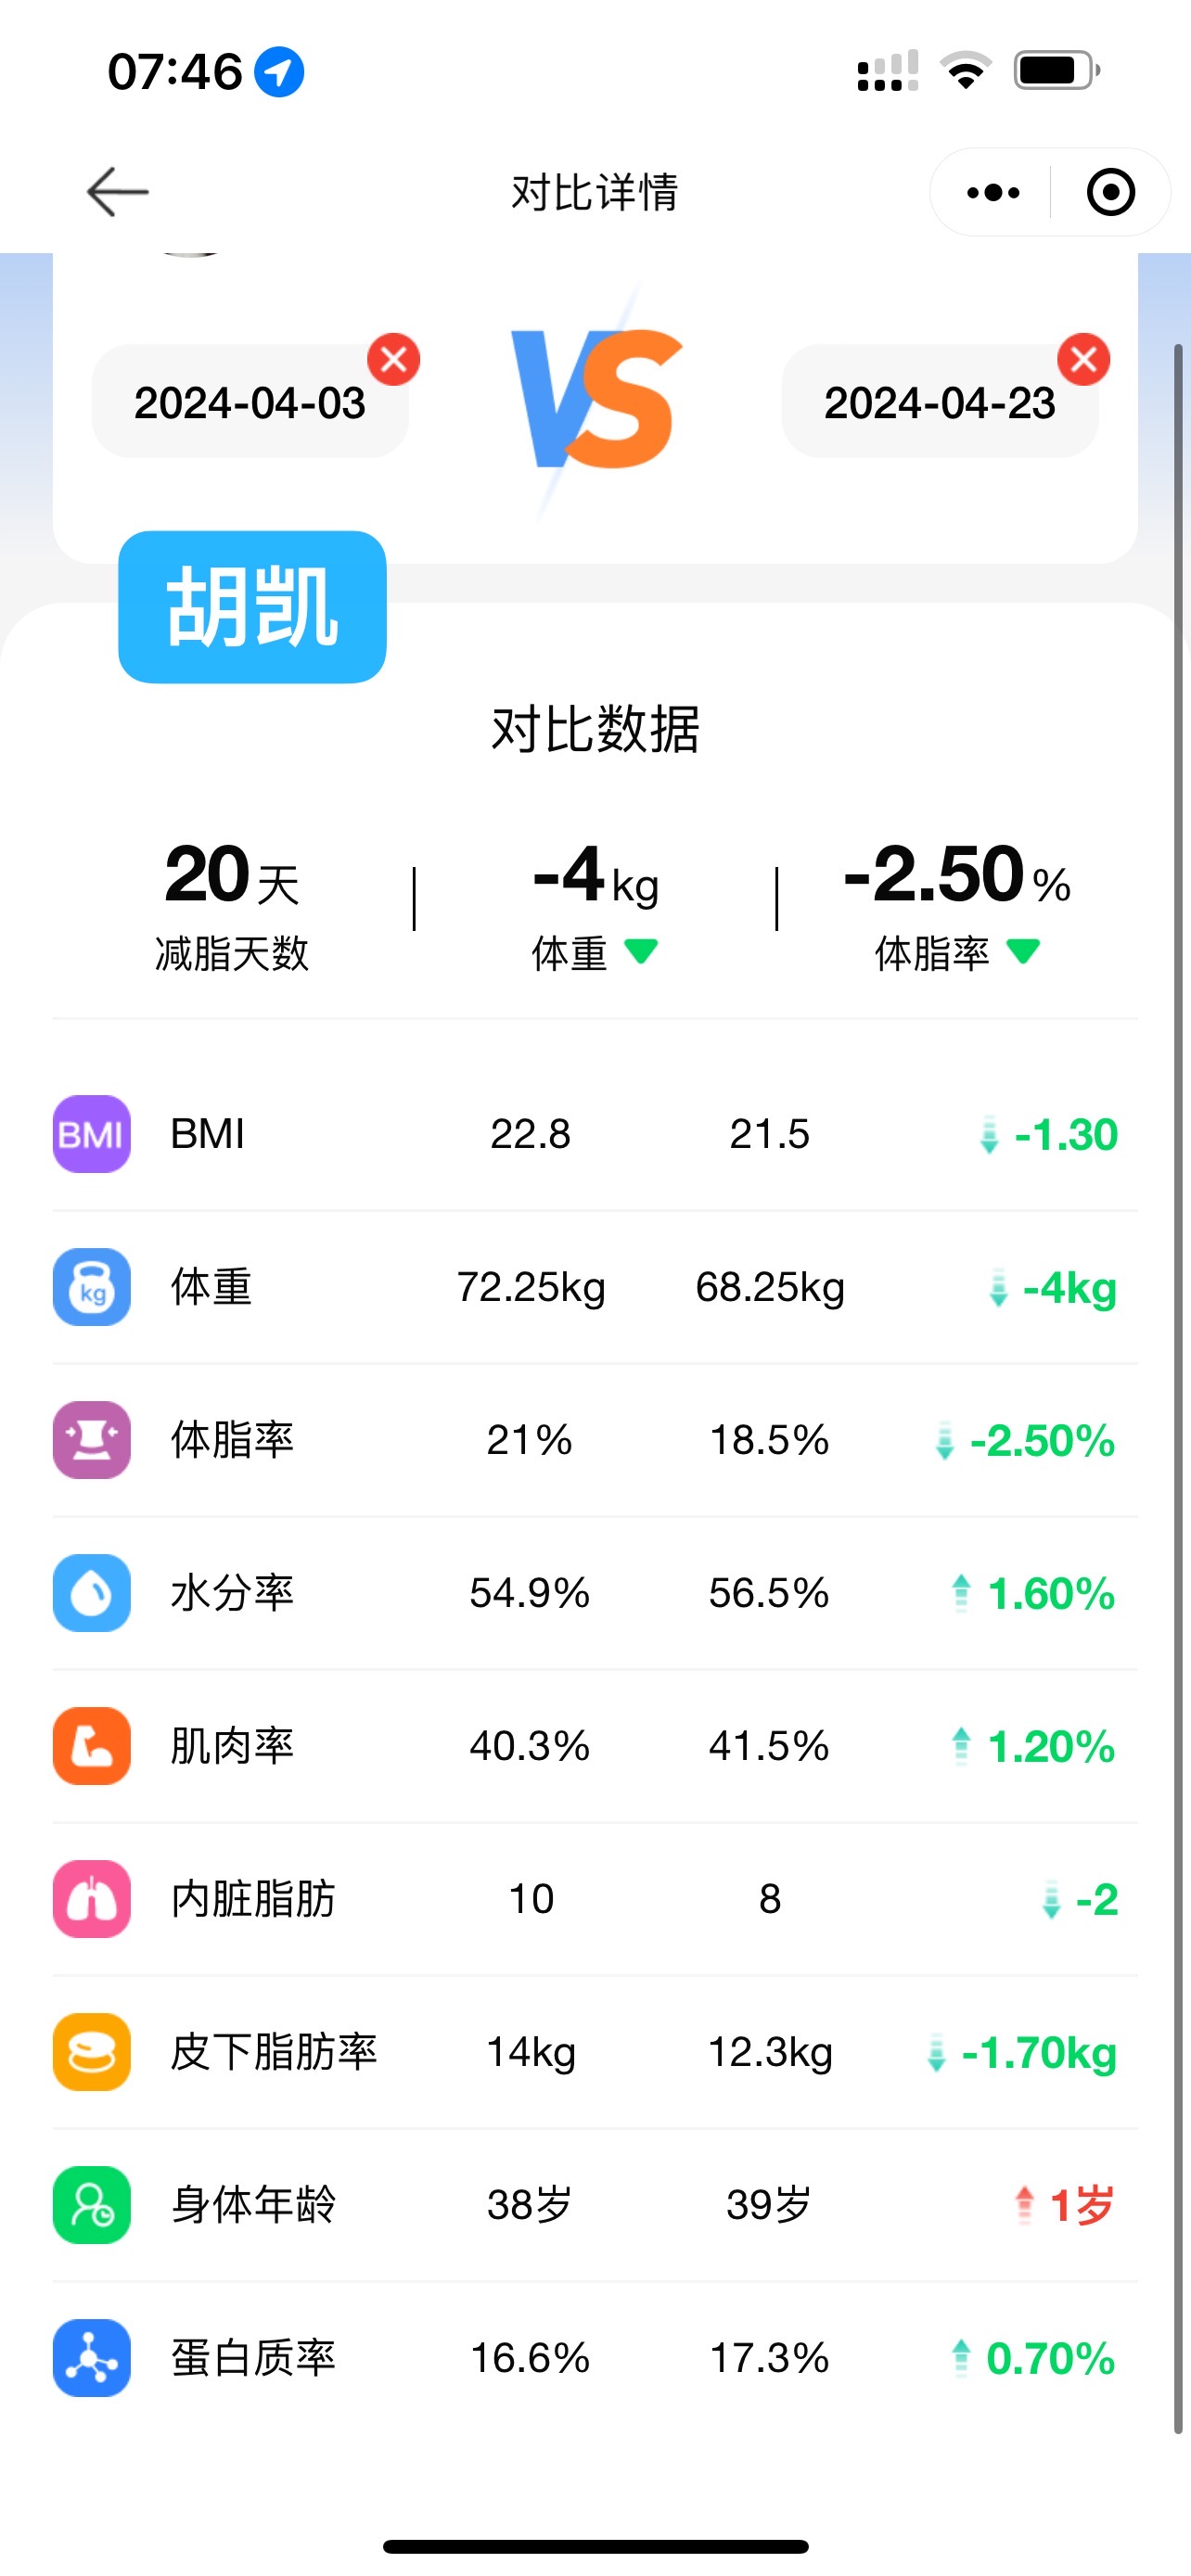 07:46
对比详情
2024-04-03 VS 2024-04-23
胡凯
对比数据
20天 -4kg -2.50%
减脂天数 体重 体脂率
BMI BMI 22.8 21.5 -1.30
kg 体重 72.25kg 68.25kg -4kg
体脂率 21% 18.5% -2.50%
水分率 54.9% 56.5% 1.60%
肌肉率 40.3% 41.5% 1.20%
内脏脂肪 10 8 -2
皮下脂肪率 14kg 12.3kg -1.70kg
身体年龄 38岁 39岁 1岁
蛋白质率 16.6% 17.3% 0.70%